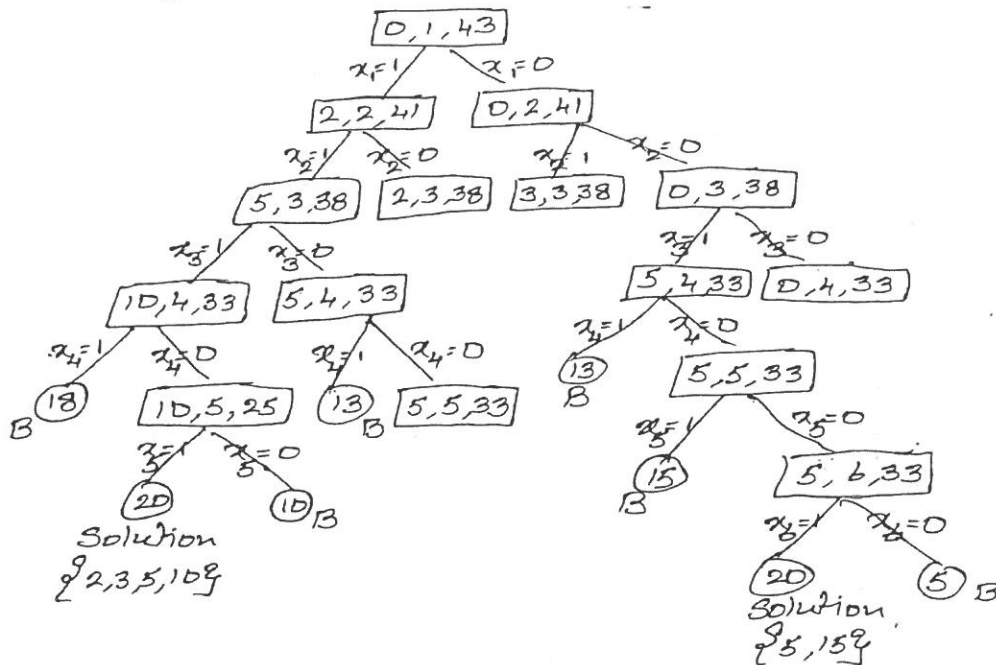 0,1,43
x₁=1 x₁=0
2,2,41 0,2,41
x₂=1 x₂=0 x₂=1 x₂=0
5,3,38 2,3,38 3,3,38 0,3,38
x₃=1 x₃=0 x₃=1 x₃=0
10,4,33 5,4,33 5,4,33 0,4,33
x₄=1 x₄=0 x₄=1 x₄=0 x₄=1 x₄=0
B 18 10,5,25 13 B 5,5,33 13 B 5,5,33
x₅=1 x₅=0 x₅=1 x₅=0
20 10 B B 15 5,6,33
Solution
{2,3,5,10}
x₆=1 x₆=0
20 5 B
Solution
{5,15}